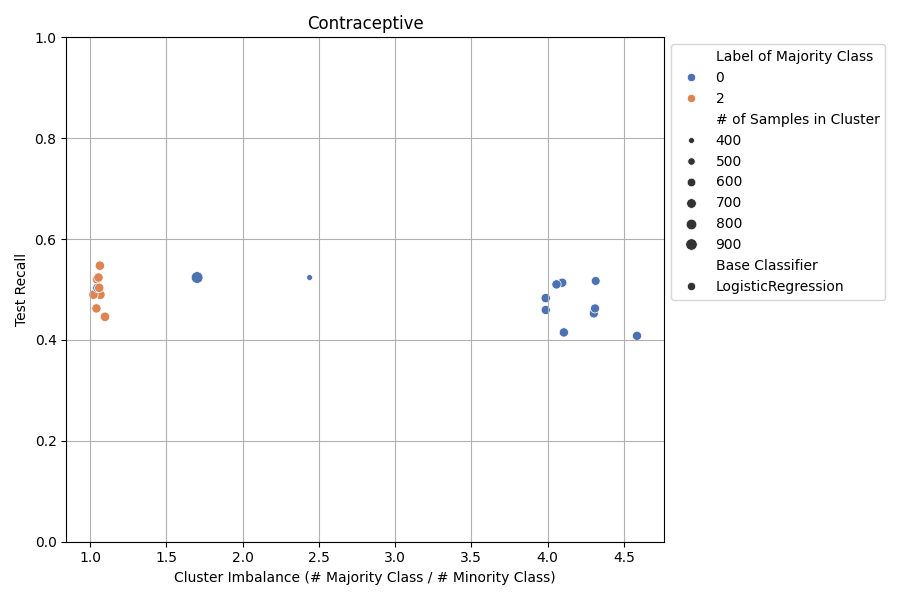 Contraceptive
1.0
0.8
0.6
0.4
0.2
0.0
Test Recall
1.0 1.5 2.0 2.5 3.0 3.5 4.0 4.5
Cluster Imbalance (# Majority Class / # Minority Class)
Label of Majority Class
0
2
# of Samples in Cluster
400
500
600
700
800
900
Base Classifier
LogisticRegression